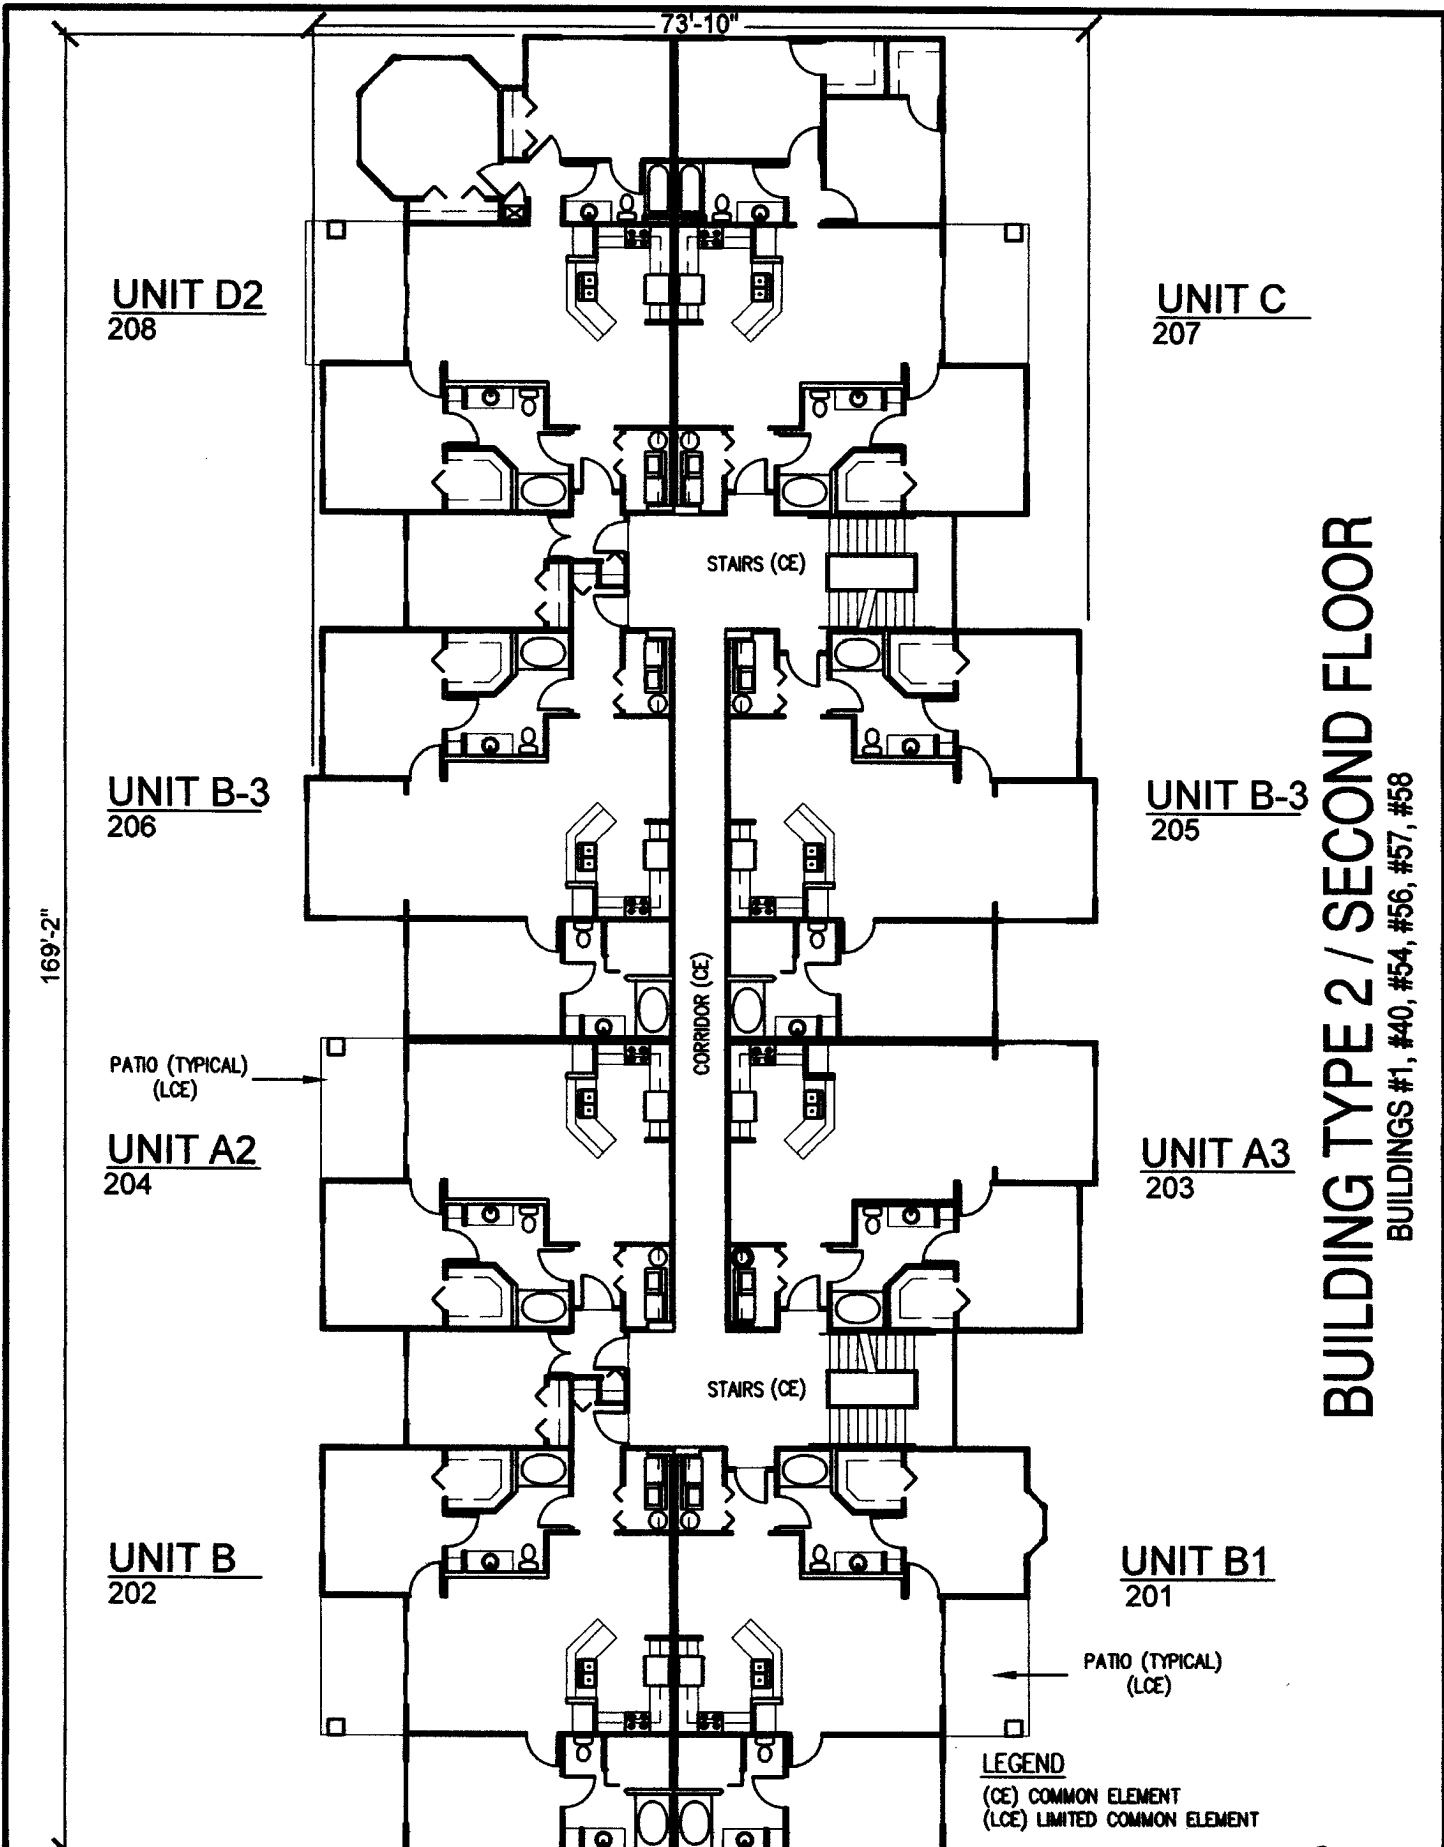 73'-10"
UNIT D2
208
UNIT C
207
STAIRS (CE)
UNIT B-3
206
UNIT B-3
205
169'-2"
CORRIDOR (CE)
PATIO (TYPICAL)
(LCE)
UNIT A2
204
UNIT A3
203
STAIRS (CE)
UNIT B
202
UNIT B1
201
PATIO (TYPICAL)
(LCE)
LEGEND
(CE) COMMON ELEMENT
(LCE) LIMITED COMMON ELEMENT
BUILDING TYPE 2 / SECOND FLOOR
BUILDINGS #1, #40, #54, #56, #57, #58